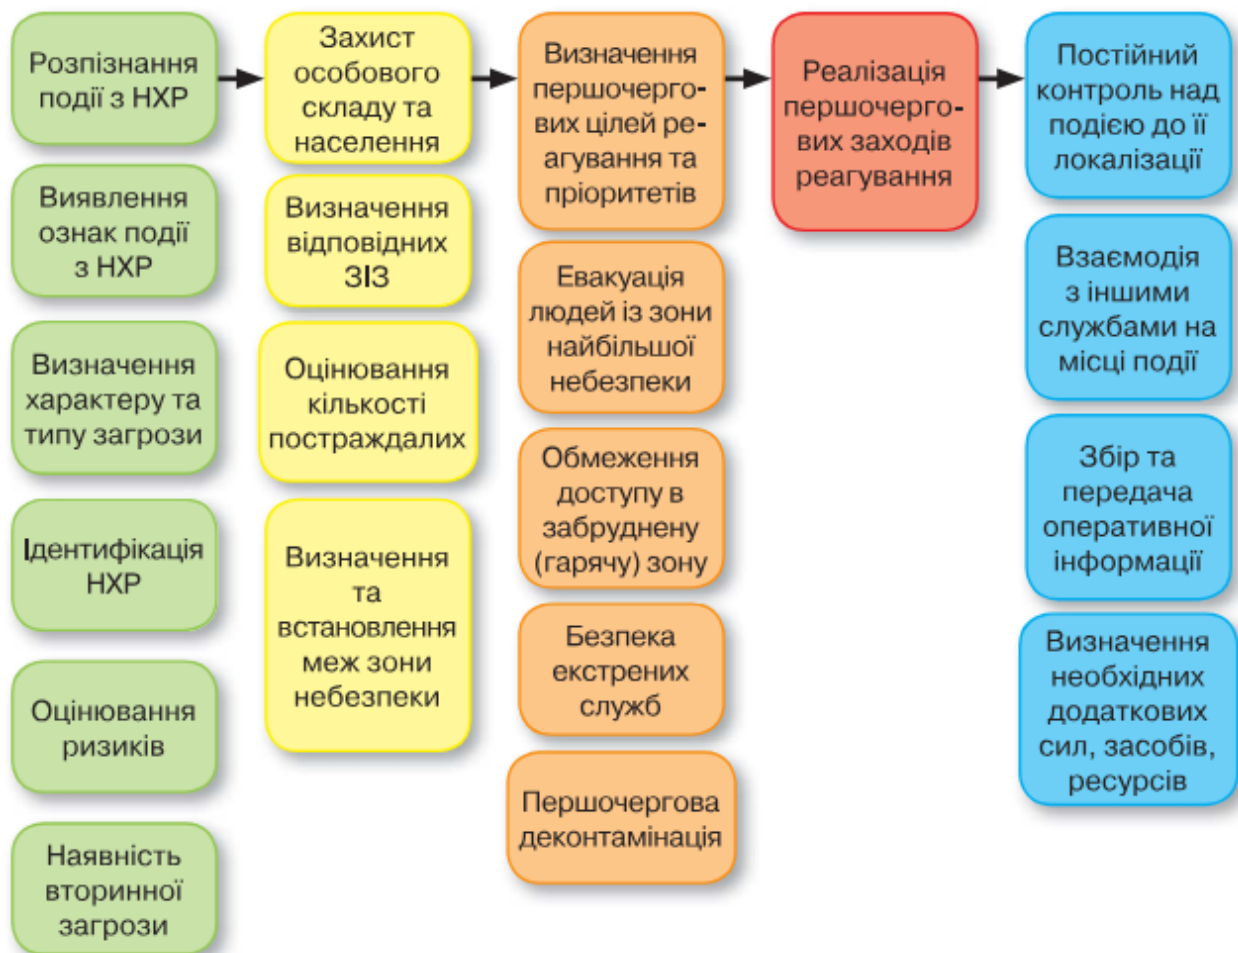 Розпізнання
події з НХР
Виявлення
ознак події
з НХР
Визначення
характеру та
типу загрози
Ідентифікація
НХР
Оцінювання
ризиків
Наявність
вторинної
загрози
Захист
особового
складу та
населення
Визначення
відповідних
ЗІЗ
Оцінювання
кількості
постраждалих
Визначення
та
встановлення
меж зони
небезпеки
Визначення
першочерго-
вих цілей ре-
агування та
пріоритетів
Евакуація
людей із зони
найбільшої
небезпеки
Обмеження
доступу в
забруднену
(гарячу) зону
Безпека
екстрених
служб
Першочергова
деконтамінація
Реалізація
першочерго-
вих заходів
реагування
Постійний
контроль над
подією до її
локалізації
Взаємодія
з іншими
службами на
місці події
Збір та
передача
оперативної
інформації
Визначення
необхідних
додаткових
сил, засобів,
ресурсів